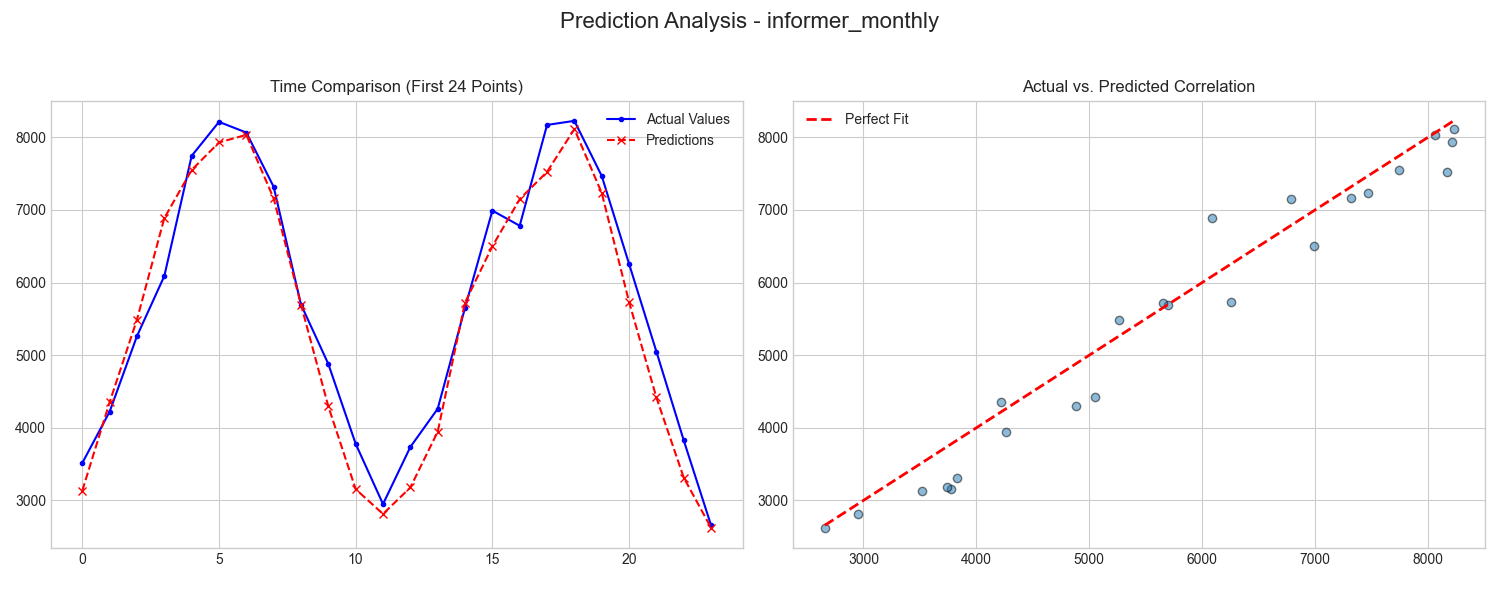 Prediction Analysis - informer_monthly
Time Comparison (First 24 Points)
Actual Values
Predictions
8000
7000
6000
5000
4000
3000
0 5 10 15 20
Actual vs. Predicted Correlation
Perfect Fit
8000
7000
6000
5000
4000
3000
3000 4000 5000 6000 7000 8000